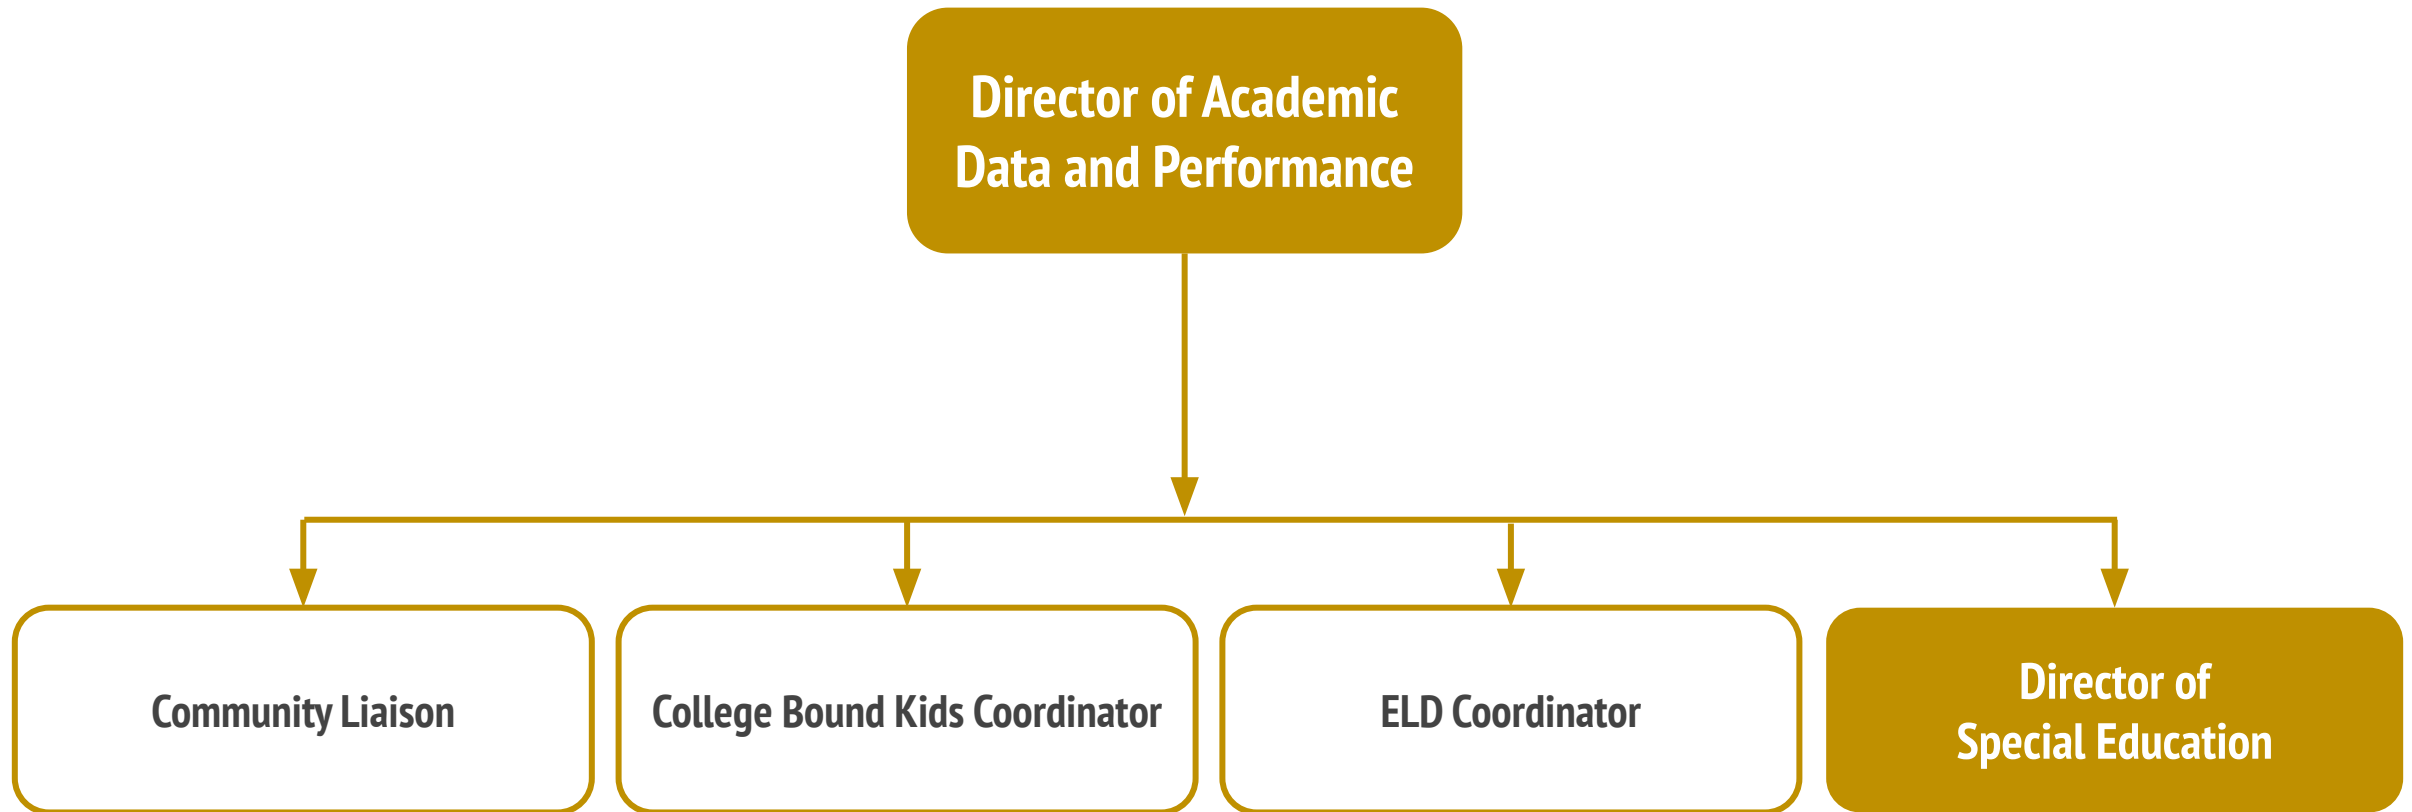 Director of Academic
Data and Performance
Community Liaison
College Bound Kids Coordinator
ELD Coordinator
Director of
Special Education